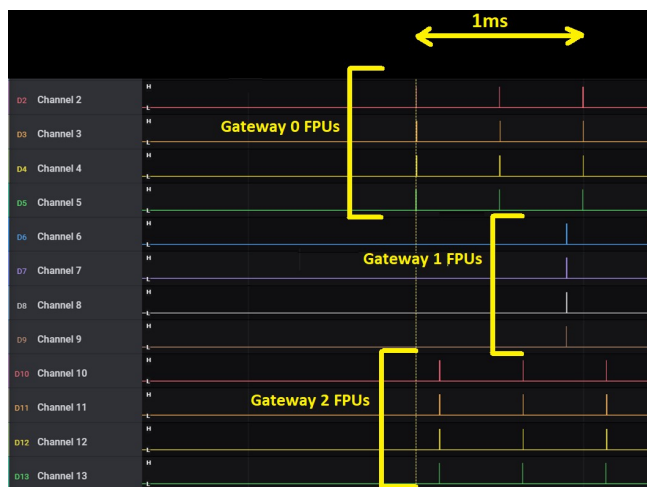 1ms
D2 Channel 2 H L
D3 Channel 3 H L
Gateway 0 FPUs
D4 Channel 4 H L
D5 Channel 5 H L
D6 Channel 6 H L
Gateway 1 FPUs
D7 Channel 7 H L
D8 Channel 8 H L
D9 Channel 9 H L
D10 Channel 10 H L
D11 Channel 11 H L
Gateway 2 FPUs
D12 Channel 12 H L
D13 Channel 13 H L